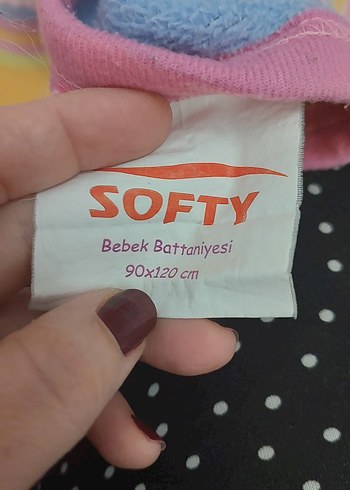 SOFTY
Bebek Battaniyesi
90x120 cm